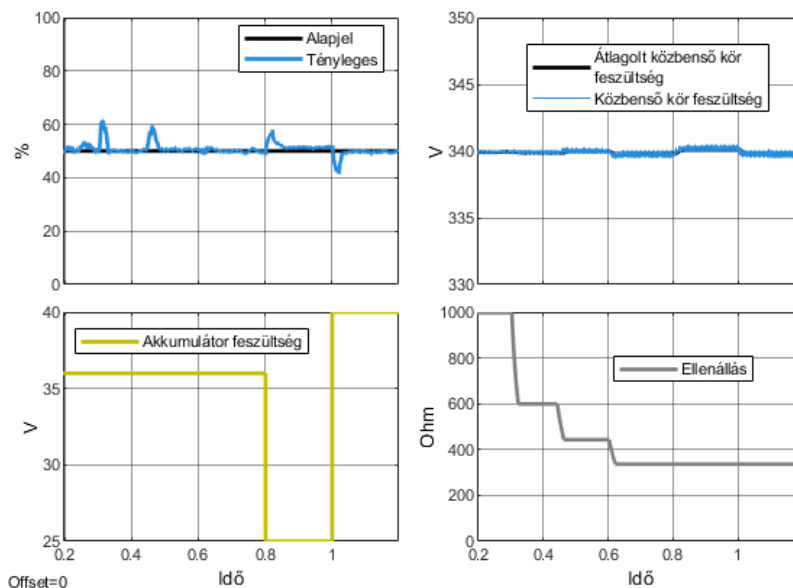 100
80
60
40
20
0
%
Alapjel
Tényleges
350
345
340
335
330
V
Átlagolt közbenső kör
feszültség
Közbenső kör feszültség
40
35
30
25
V
Akkumulátor feszültség
0.2
0.4
0.6
0.8
1
Idő
Offset=0
1000
800
600
400
200
0
Ohm
Ellenállás
0.2
0.4
0.6
0.8
1
Idő